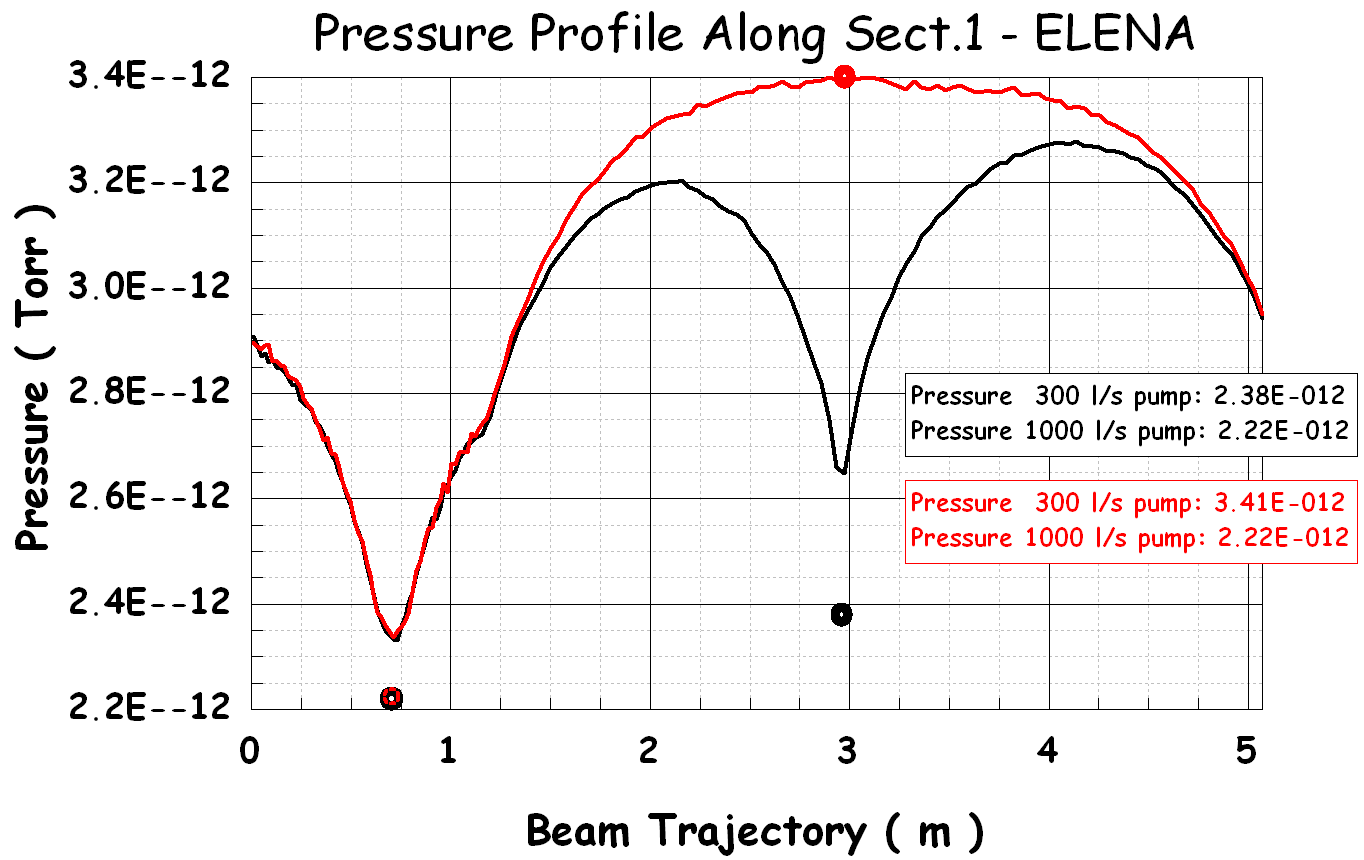 Pressure Profile Along Sect.1 - ELENA
3.4E--12
3.2E--12
3.0E--12
2.8E--12
2.6E--12
2.4E--12
2.2E--12
Pressure ( Torr )
Pressure 300 l/s pump: 2.38E-012
Pressure 1000 l/s pump: 2.22E-012
Pressure 300 l/s pump: 3.41E-012
Pressure 1000 l/s pump: 2.22E-012
0 1 2 3 4 5
Beam Trajectory ( m )